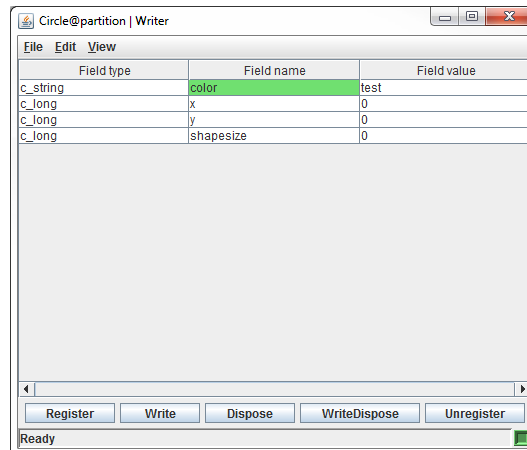 Circle@partition | Writer
File Edit View
Field type Field name Field value
c_string color test
c_long x 0
c_long y 0
c_long shapesize 0
Register Write Dispose WriteDispose Unregister
Ready